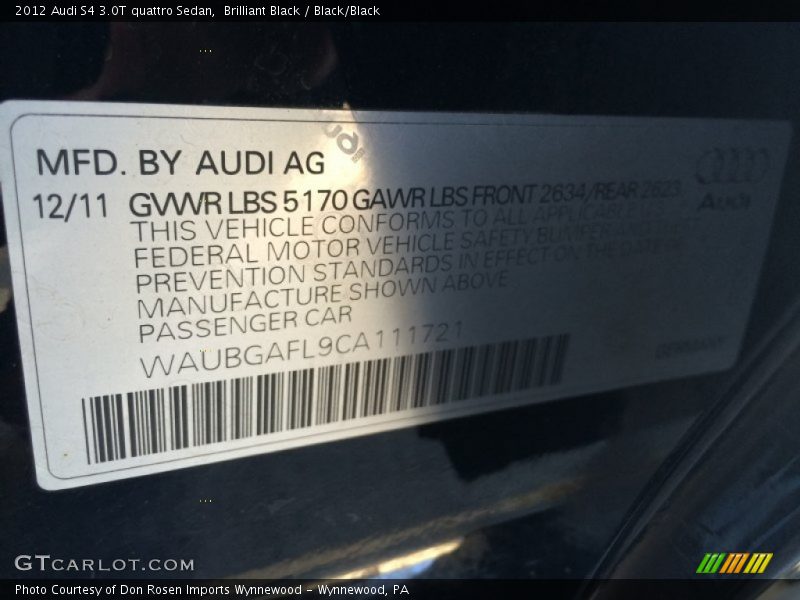 2012 Audi S4 3.0T quattro Sedan,  Brilliant Black / Black/Black
MFD. BY AUDI AG
12/11 GVWR LBS 5170 GAWR LBS FRONT 2634/REAR 2623
Audi
THIS VEHICLE CONFORMS TO ALL APPLICABLE
FEDERAL MOTOR VEHICLE SAFETY BUMPER
PREVENTION STANDARDS IN EFFECT ON THE DATE
MANUFACTURE SHOWN ABOVE
PASSENGER CAR
WAUBGAFL9CA111721
GERMANY
GTCARLOT.COM
Photo Courtesy of Don Rosen Imports Wynnewood – Wynnewood, PA